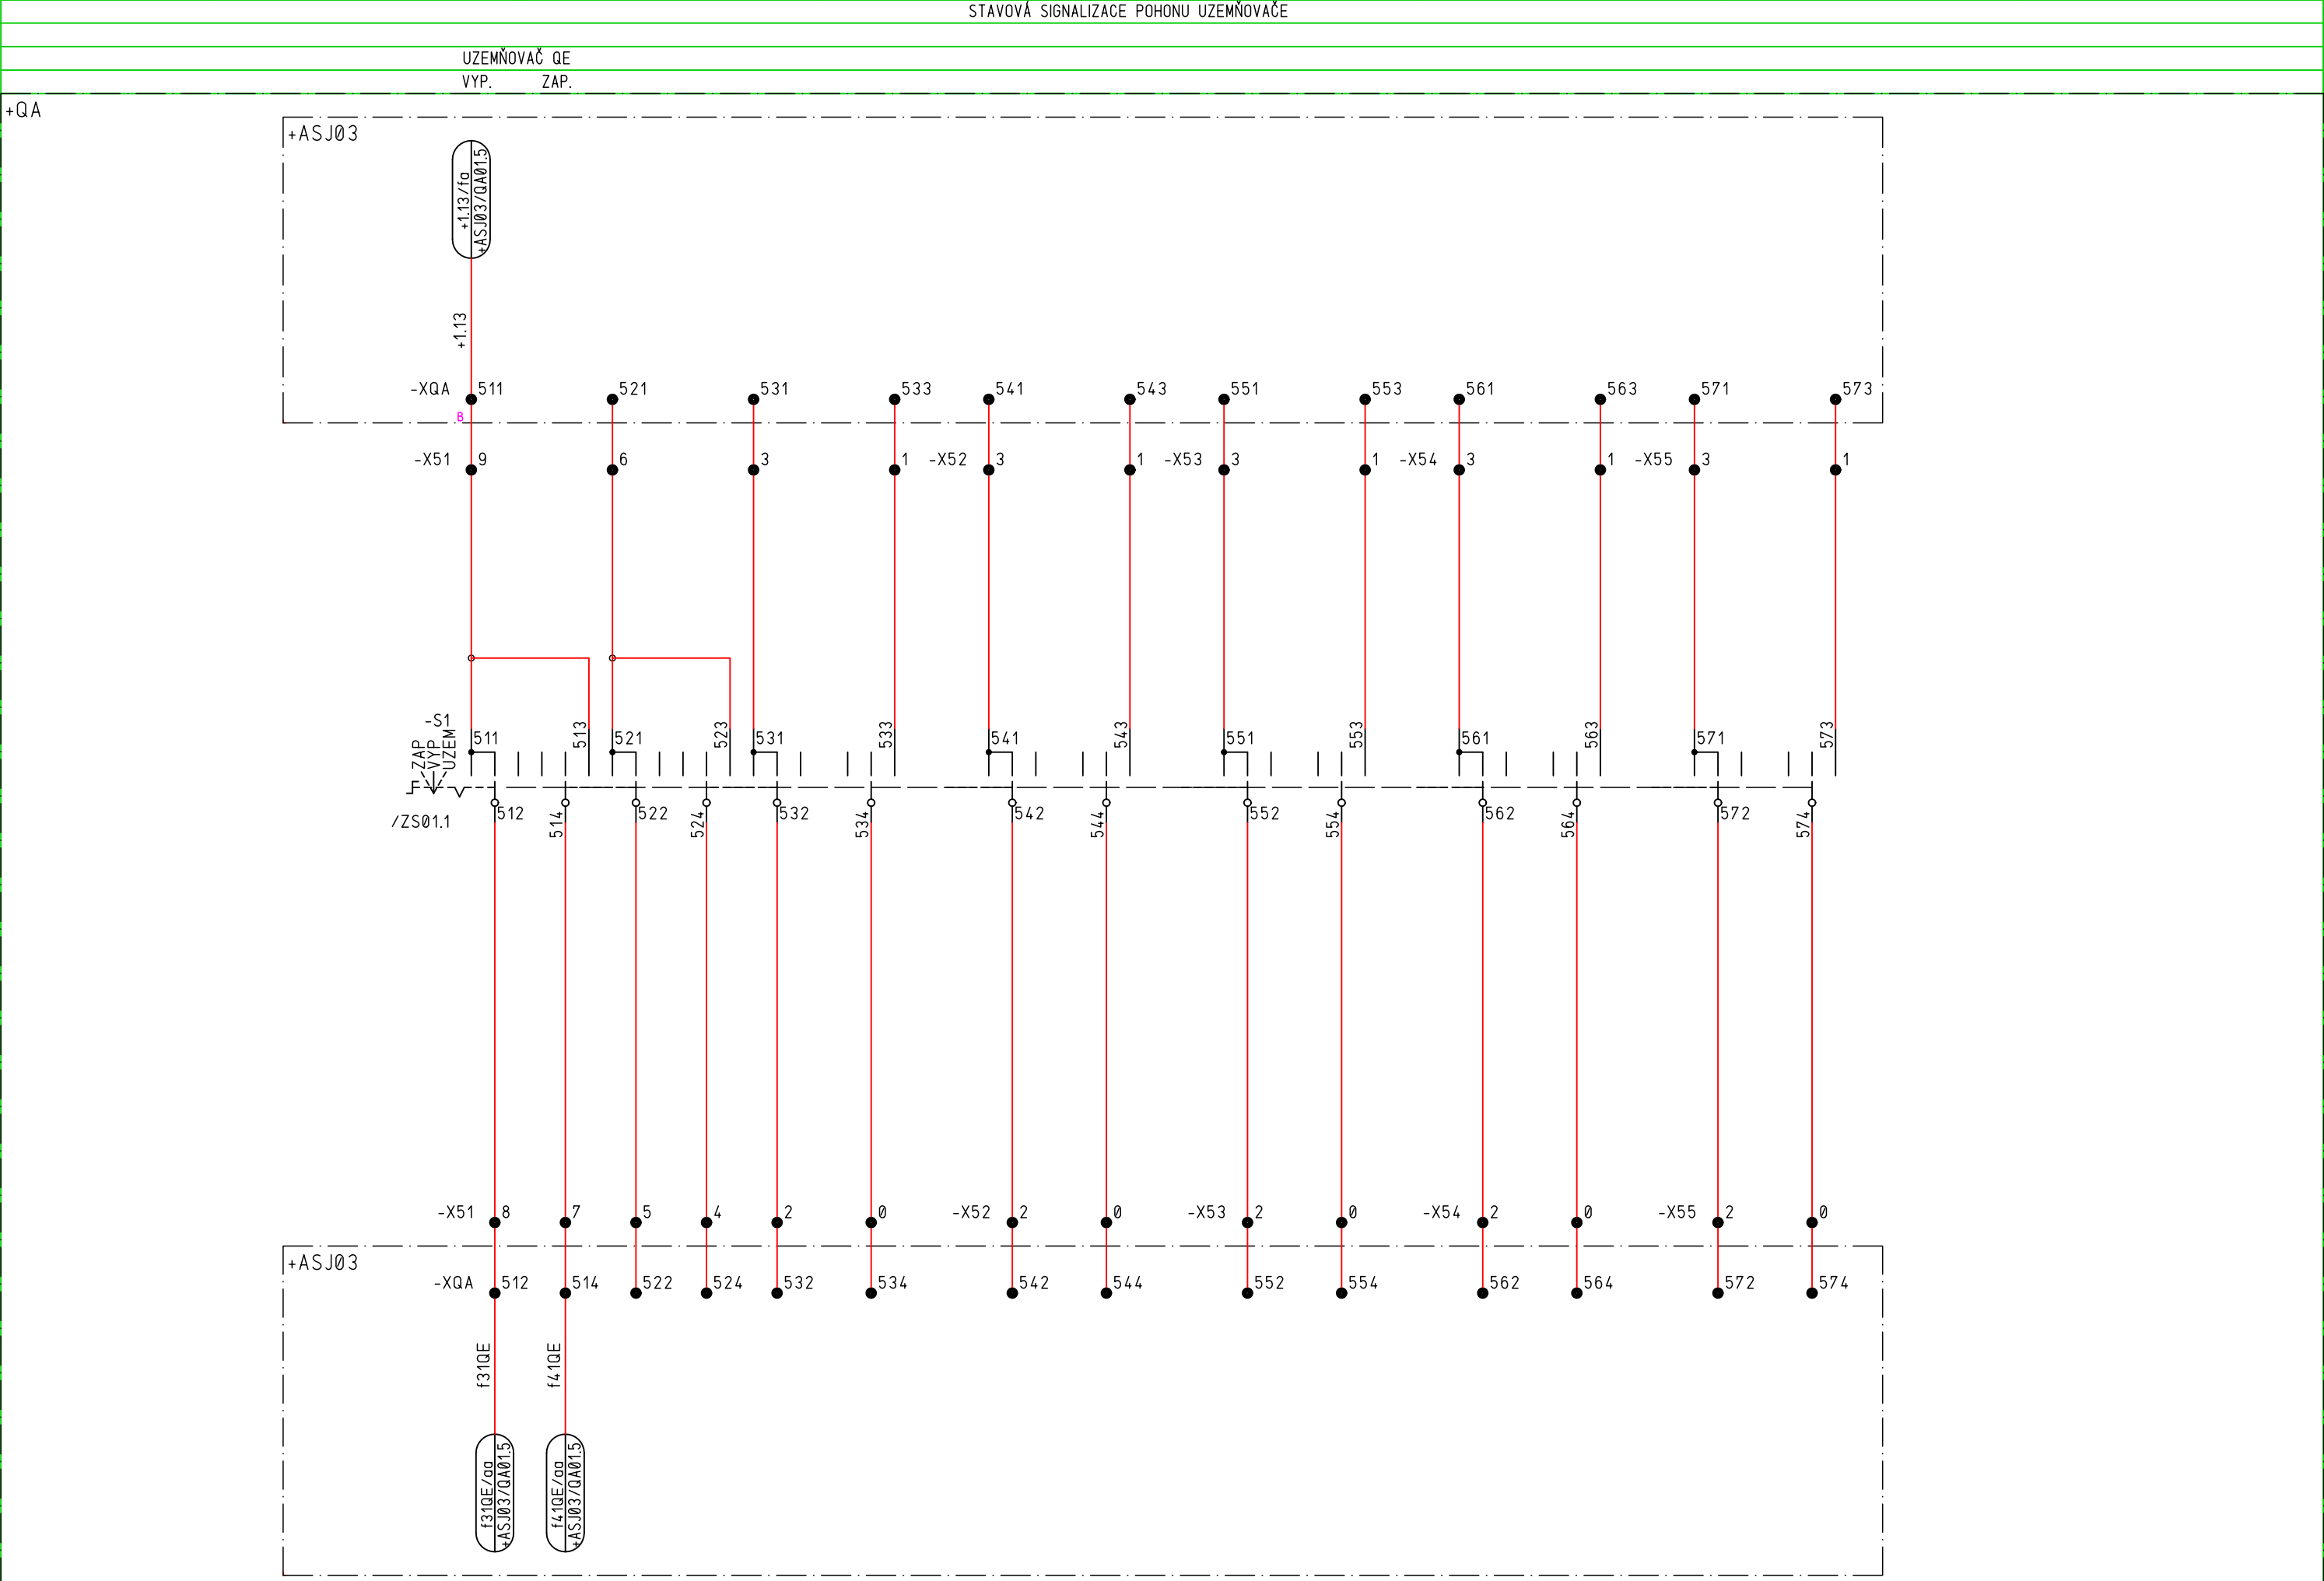 STAVOVÁ SIGNALIZACE POHONU UZEMŇOVAČE
UZEMŇOVAČ QE
VYP. ZAP.
+QA
+ASJ03
+1.13/fa
+ASJ03/QA01.5
+1.13
-XQA 511 521 531 533 541 543 551 553 561 563 571 573
B
-X51 9 6 3 1 -X52 3 1 -X53 3 1 -X54 3 1 -X55 3 1
-S1
ZAP
VYP
UZEM
511 513 521 523 531 533 541 543 551 553 561 563 571 573
/ZS01.1
512 514 522 524 532 534 542 544 552 554 562 564 572 574
-X51 8 7 5 4 2 0 -X52 2 0 -X53 2 0 -X54 2 0 -X55 2 0
+ASJ03
-XQA 512 514 522 524 532 534 542 544 552 554 562 564 572 574
f31QE
f41QE
f31QE/aa
+ASJ03/QA01.5
f41QE/aa
+ASJ03/QA01.5